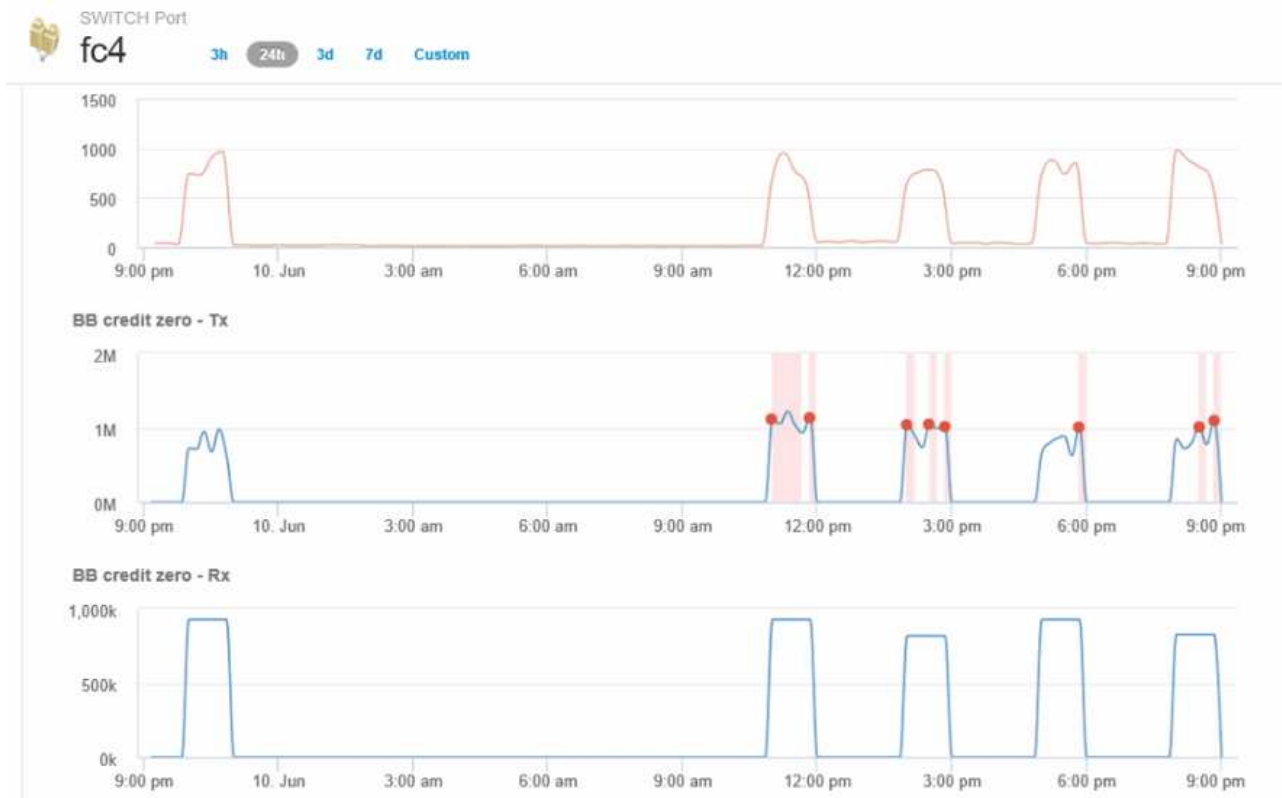 SWITCH Port
fc4 3h 24h 3d 7d Custom
1500
1000
500
0
9:00 pm 10. Jun 3:00 am 6:00 am 9:00 am 12:00 pm 3:00 pm 6:00 pm 9:00 pm
BB credit zero - Tx
2M
1M
0M
9:00 pm 10. Jun 3:00 am 6:00 am 9:00 am 12:00 pm 3:00 pm 6:00 pm 9:00 pm
BB credit zero - Rx
1,000k
500k
0k
9:00 pm 10. Jun 3:00 am 6:00 am 9:00 am 12:00 pm 3:00 pm 6:00 pm 9:00 pm